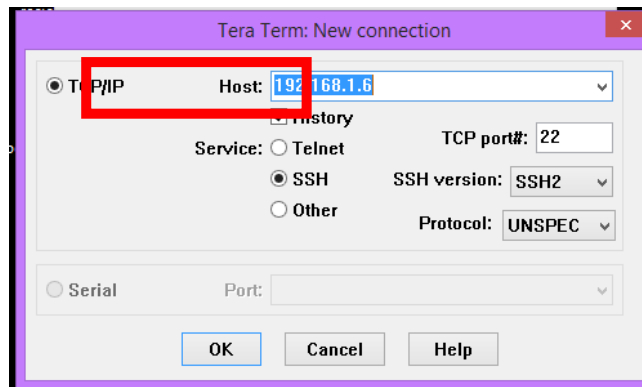 Tera Term: New connection
TCP/IP Host: 192.168.1.6
History
Service: Telnet TCP port#: 22
SSH SSH version: SSH2
Other Protocol: UNSPEC
Serial Port:
OK Cancel Help